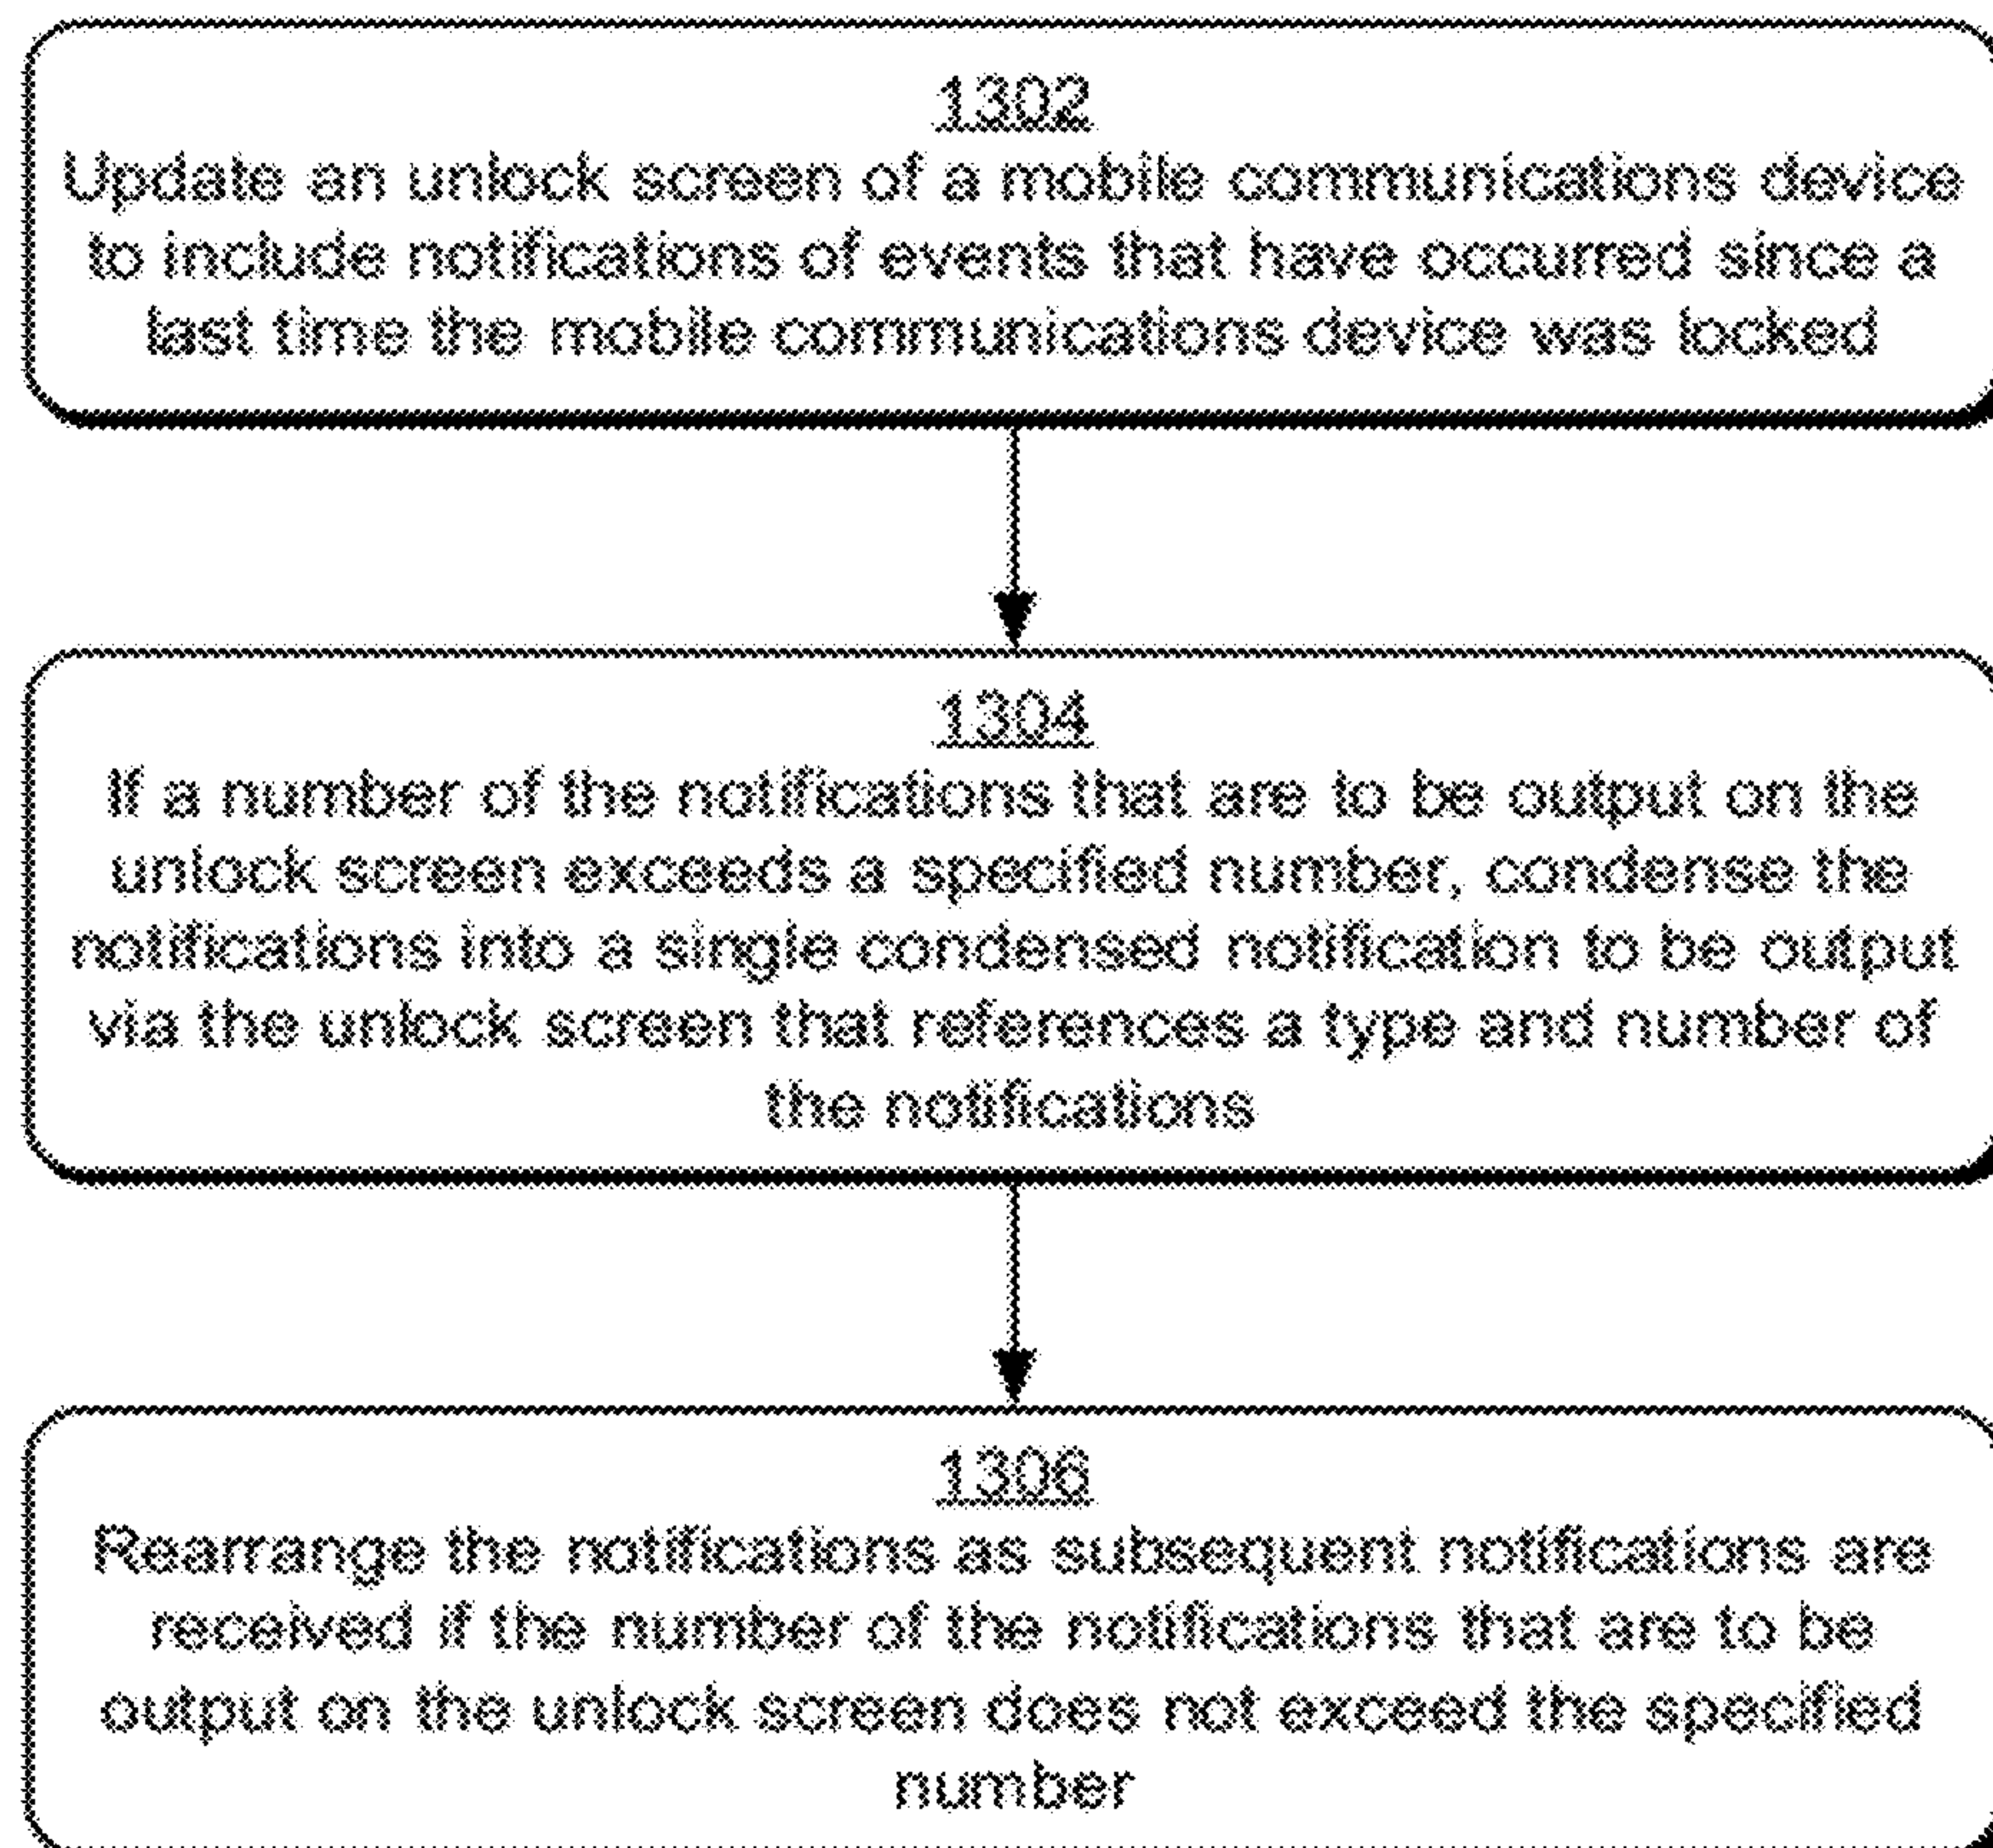 1302
Update an unlock screen of a mobile communications device
to include notifications of events that have occurred since a
last time the mobile communications device was locked
1304
If a number of the notifications that are to be output on the
unlock screen exceeds a specified number, condense the
notifications into a single condensed notification to be output
via the unlock screen that references a type and number of
the notifications
1306
Rearrange the notifications as subsequent notifications are
received if the number of the notifications that are to be
output on the unlock screen does not exceed the specified
number